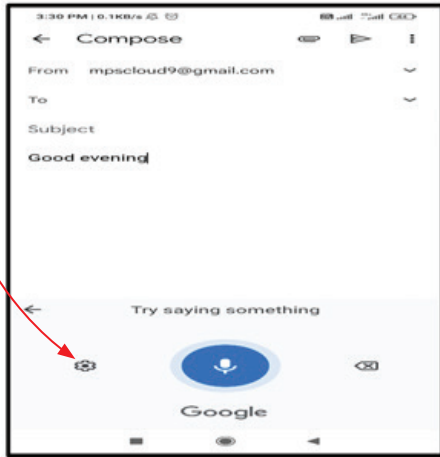 3:30 PM | 0.1KB/s
Compose
From mpscloud9@gmail.com
To
Subject
Good evening
Try saying something
Google